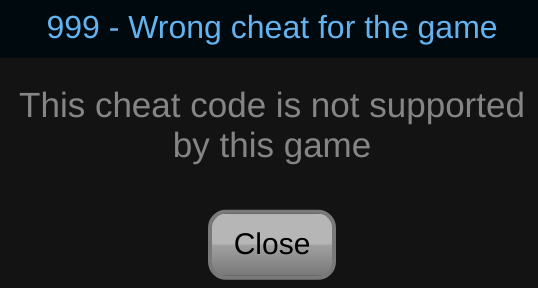 999 - Wrong cheat for the game
This cheat code is not supported
by this game
Close